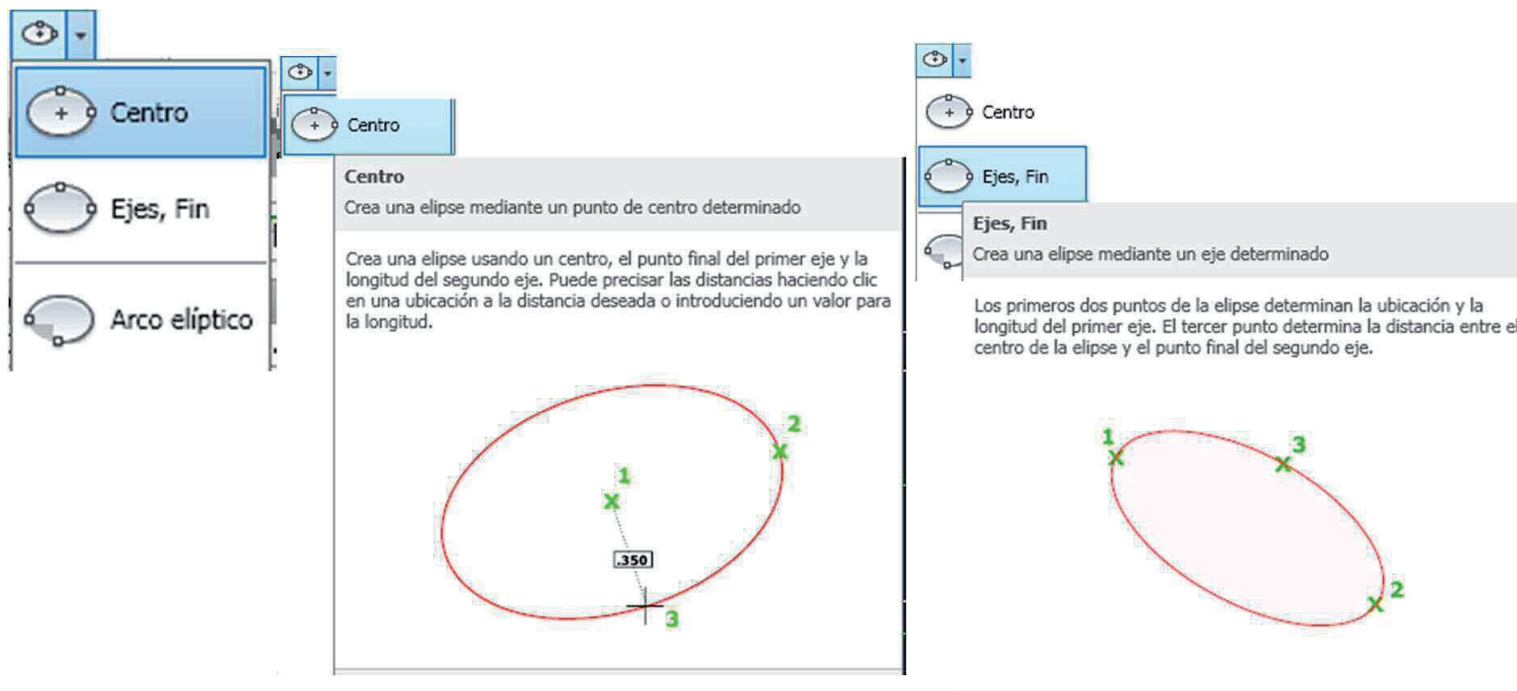 Centro
Ejes, Fin
Arco elíptico
Centro
Centro
Crea una elipse mediante un punto de centro determinado
Crea una elipse usando un centro, el punto final del primer eje y la
longitud del segundo eje. Puede precisar las distancias haciendo clic
en una ubicación a la distancia deseada o introduciendo un valor para
la longitud.
1
2
.350
3
Centro
Ejes, Fin
Ejes, Fin
Crea una elipse mediante un eje determinado
Los primeros dos puntos de la elipse determinan la ubicación y la
longitud del primer eje. El tercer punto determina la distancia entre el
centro de la elipse y el punto final del segundo eje.
1
3
2